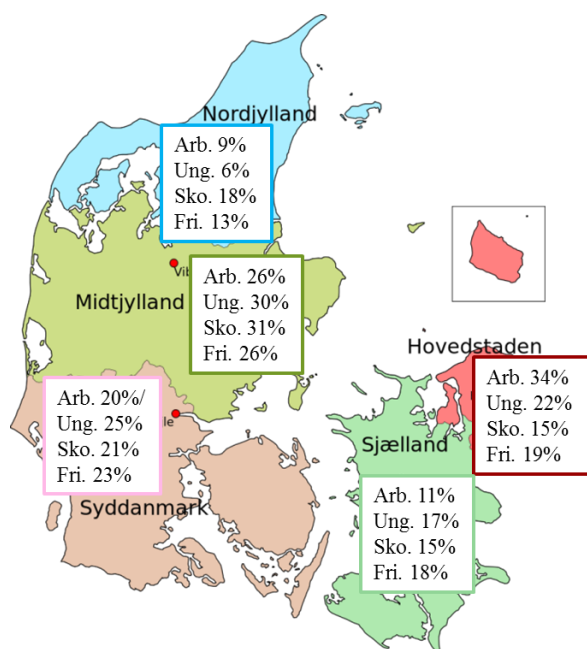 Nordjylland
Arb. 9%
Ung. 6%
Sko. 18%
Fri. 13%
Vib
Midtjylland
Arb. 26%
Ung. 30%
Sko. 31%
Fri. 26%
Hovedstaden
Arb. 34%
Ung. 22%
Sko. 15%
Fri. 19%
Arb. 20%/
Ung. 25%
Sko. 21%
Fri. 23%
le
Sjælland
Syddanmark
Arb. 11%
Ung. 17%
Sko. 15%
Fri. 18%